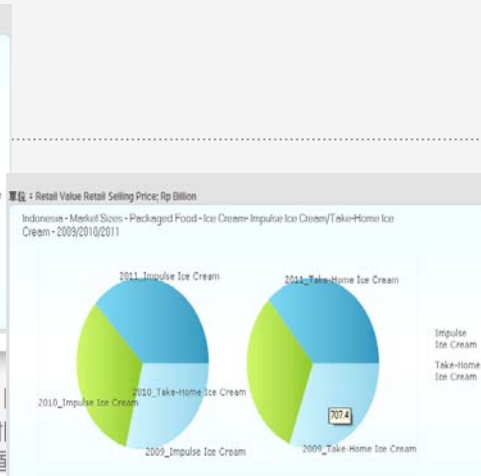 單位 : Retail Value Retail Selling Price; Rp Billion
Indonesia - Market Sizes - Packaged Food - Ice Cream- Impulse Ice Cream/Take-Home Ice
Cream - 2009/2010/2011
2011_Impulse Ice Cream
2011_Take-Home Ice Cream
Impulse
Ice Cream
Take-Home
Ice Cream
2010_Impulse Ice Cream
2010_Take-Home Ice Cream
707.4
2009_Impulse Ice Cream
2009_Take-Home Ice Cream